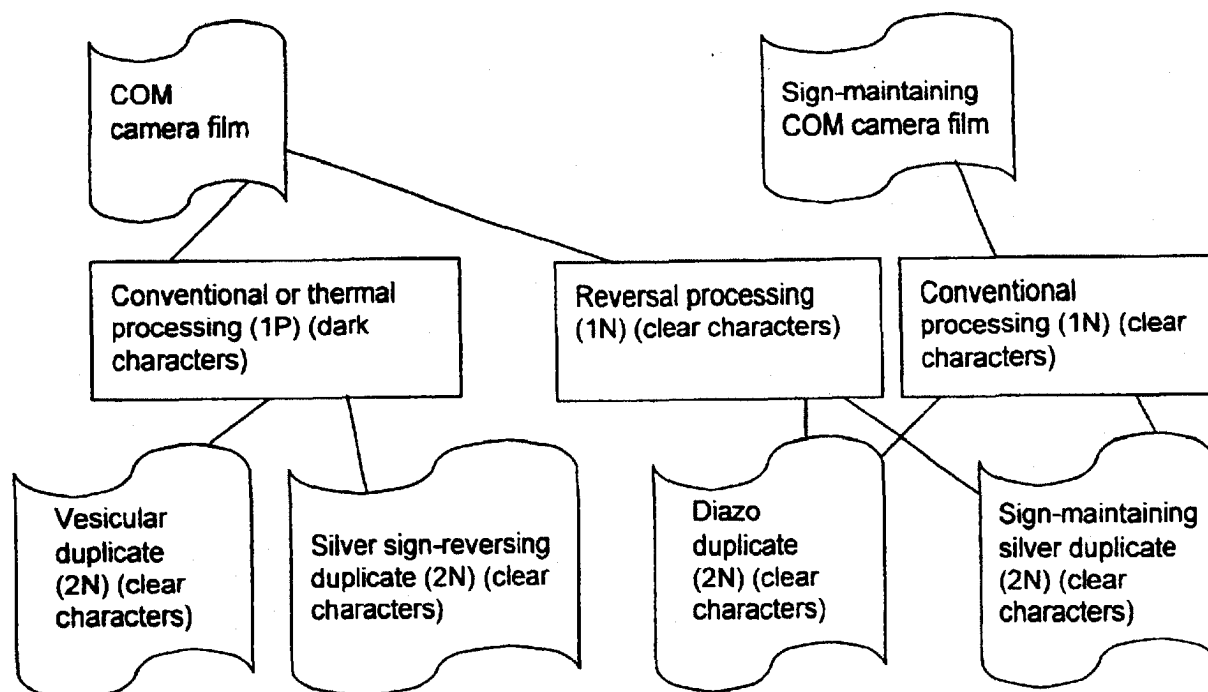 COM
camera film
Sign-maintaining
COM camera film
Conventional or thermal
processing (1P) (dark
characters)
Reversal processing
(1N) (clear characters)
Conventional
processing (1N) (clear
characters)
Vesicular
duplicate
(2N) (clear
characters)
Silver sign-reversing
duplicate (2N) (clear
characters)
Diazo
duplicate
(2N) (clear
characters)
Sign-maintaining
silver duplicate
(2N) (clear
characters)